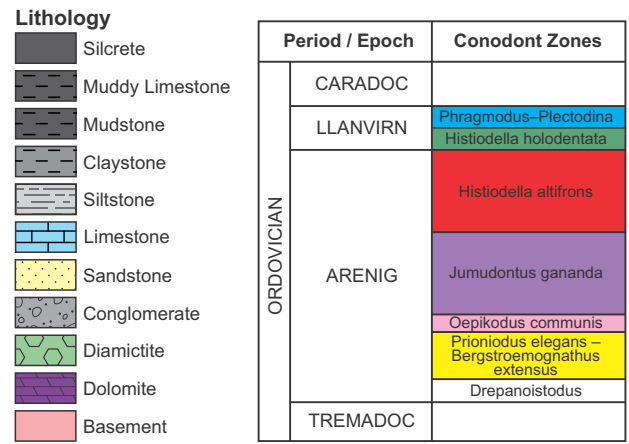 Lithology
Silcrete
Muddy Limestone
Mudstone
Claystone
Siltstone
Limestone
Sandstone
Conglomerate
Diamictite
Dolomite
Basement
Period / Epoch
Conodont Zones
ORDOVICIAN
CARADOC
LLANVIRN
Phragmodus–Plectodina
Histiodella holodentata
ARENIG
Histiodella altifrons
Jumudontus gananda
Oepikodus communis
Prioniodus elegans –
Bergstroemognathus
extensus
Drepanoistodus
TREMADOC